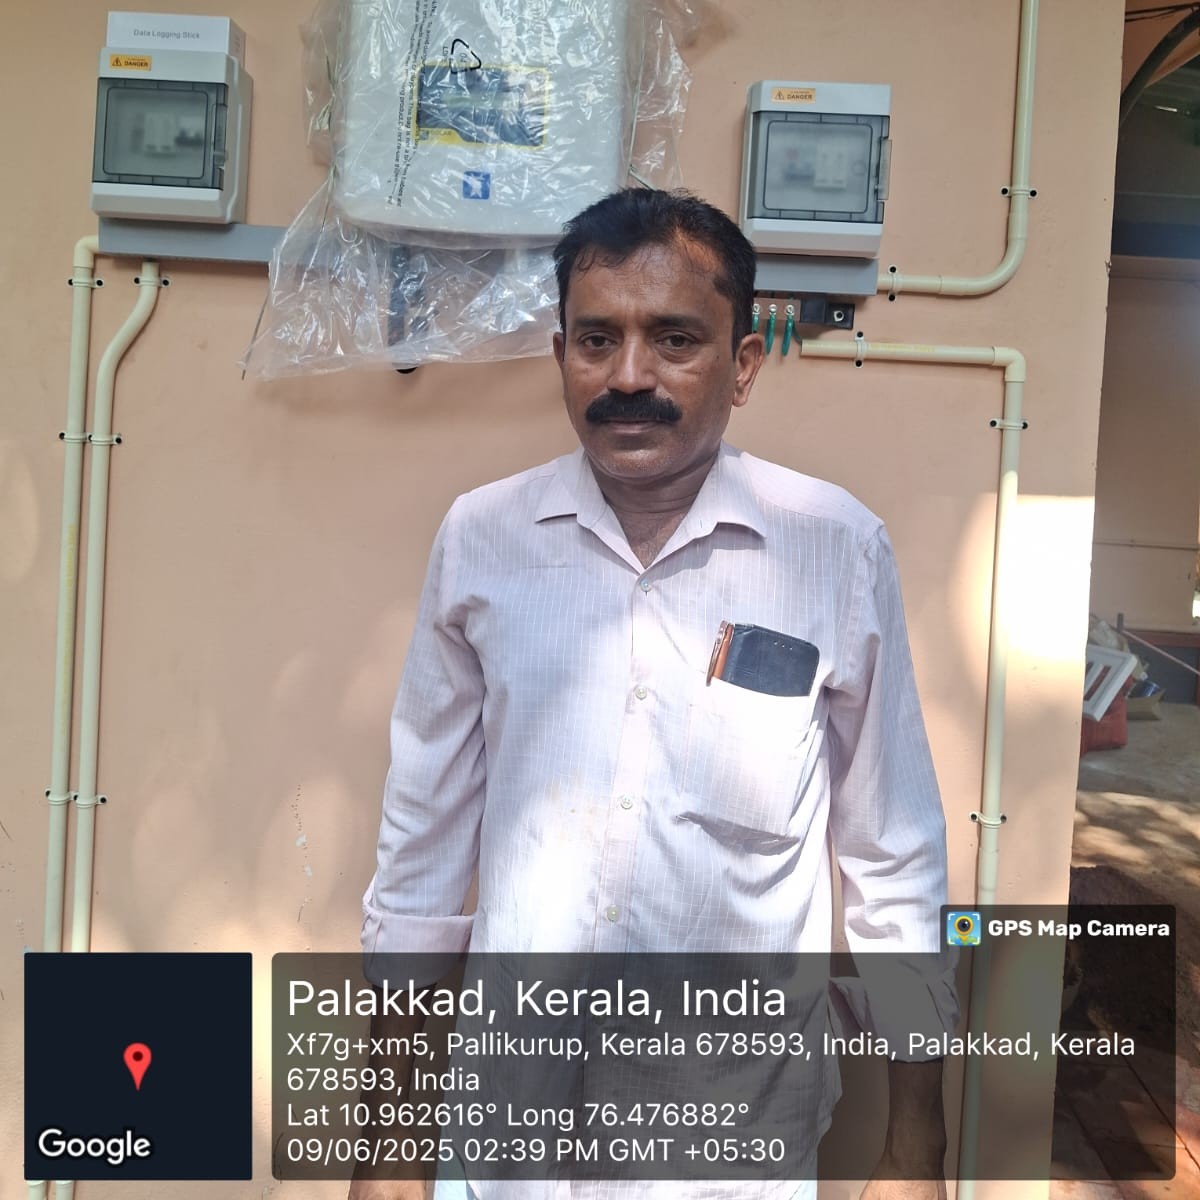 Data Logging Stick
DANGER
DANGER
GPS Map Camera
Palakkad, Kerala, India
Xf7g+xm5, Pallikurup, Kerala 678593, India, Palakkad, Kerala
678593, India
Lat 10.962616° Long 76.476882°
09/06/2025 02:39 PM GMT +05:30
Google